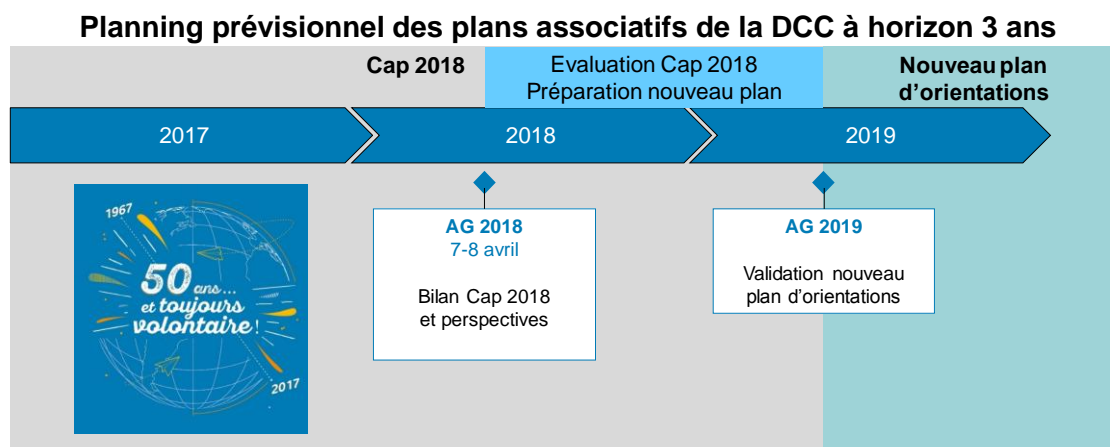 Planning prévisionnel des plans associatifs de la DCC à horizon 3 ans
Cap 2018
Evaluation Cap 2018
Préparation nouveau plan
Nouveau plan
d'orientations
2017
2018
2019
1967
50 ans...
et toujours
volontaire !
2017
AG 2018
7-8 avril
Bilan Cap 2018
et perspectives
AG 2019
Validation nouveau
plan d'orientations